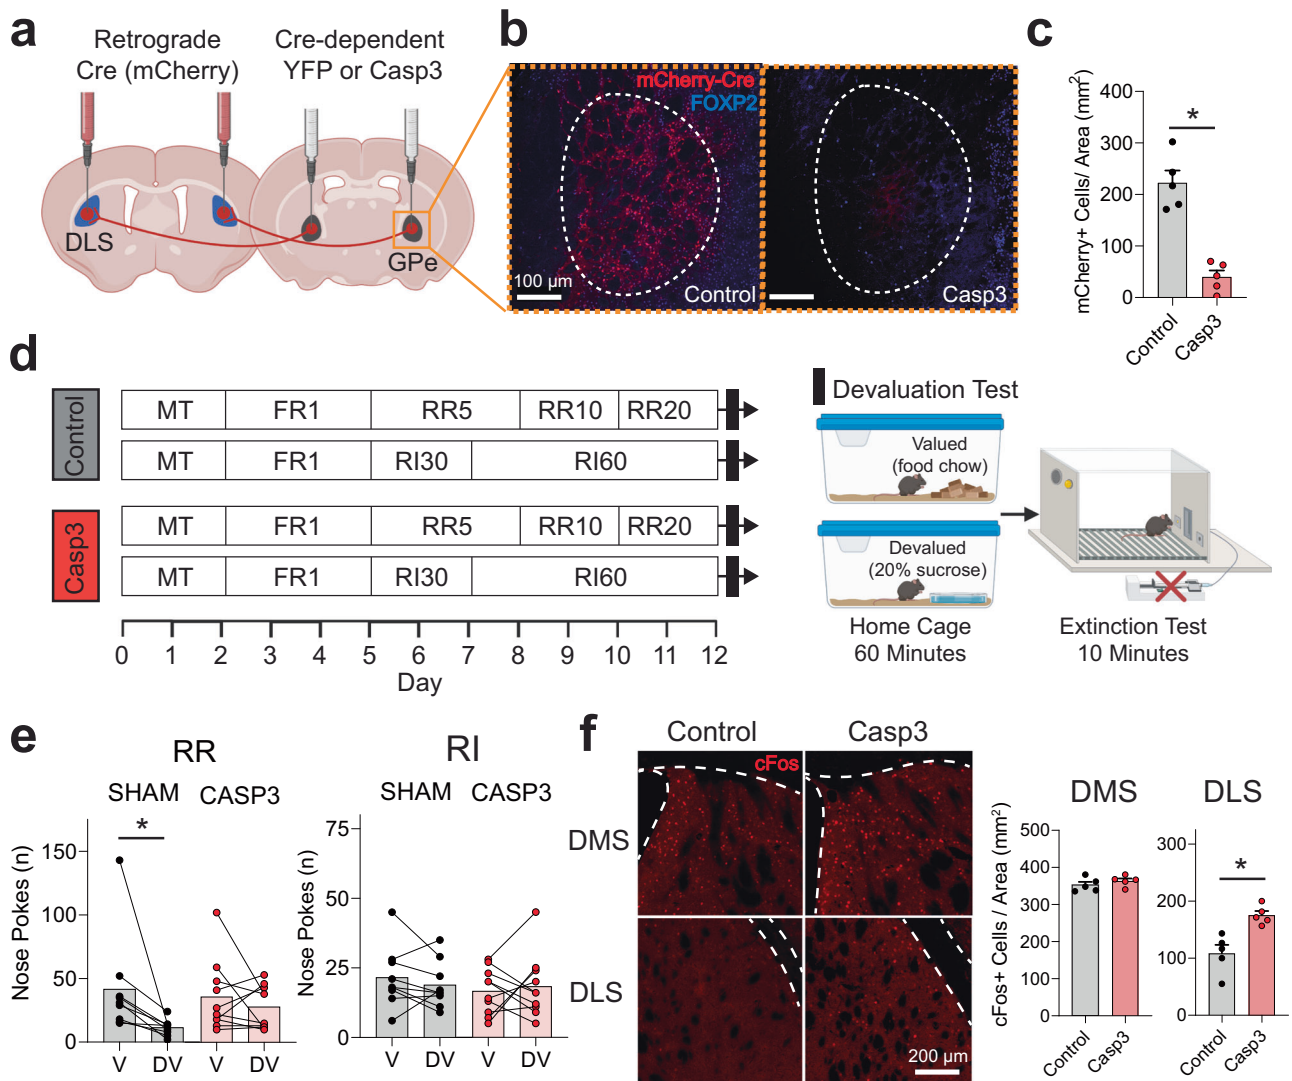 a
Retrograde
Cre (mCherry)
Cre-dependent
YFP or Casp3
DLS
GPe
b
mCherry-Cre
FOXP2
100 µm
Control
Casp3
c
mCherry+ Cells/ Area (mm²)
400
300
200
100
0
*
Control
Casp3
d
Control
MT FR1 RR5 RR10 RR20
MT FR1 RI30 RI60
Casp3
MT FR1 RR5 RR10 RR20
MT FR1 RI30 RI60
0 1 2 3 4 5 6 7 8 9 10 11 12
Day
Devaluation Test
Valued
(food chow)
Devalued
(20% sucrose)
Home Cage
60 Minutes
Extinction Test
10 Minutes
e
RR
SHAM CASP3
Nose Pokes (n)
150
100
50
0
*
V DV V DV
RI
SHAM CASP3
Nose Pokes (n)
75
50
25
0
V DV V DV
f
Control Casp3
cFos
DMS
DLS
200 µm
DMS
cFos+ Cells / Area (mm²)
500
400
300
200
100
0
Control
Casp3
DLS
300
200
100
0
*
Control
Casp3